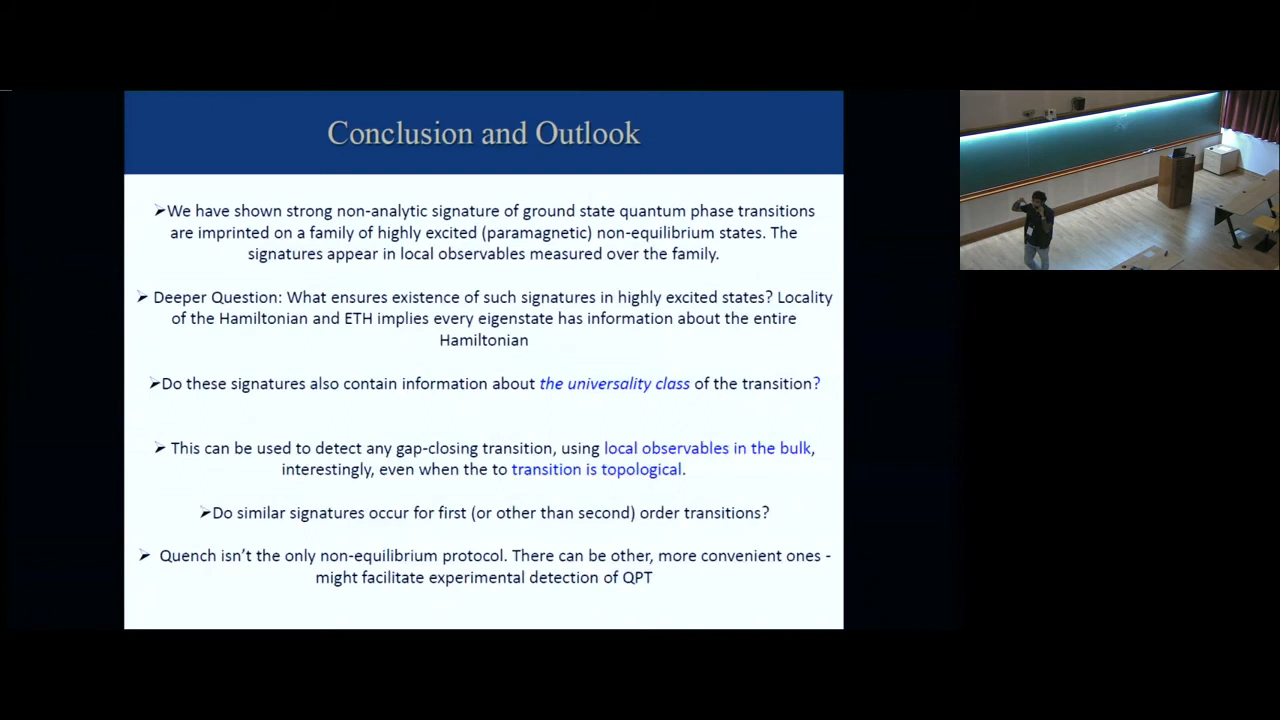 Conclusion and Outlook
➢We have shown strong non-analytic signature of ground state quantum phase transitions
are imprinted on a family of highly excited (paramagnetic) non-equilibrium states. The
signatures appear in local observables measured over the family.
➢ Deeper Question: What ensures existence of such signatures in highly excited states? Locality
of the Hamiltonian and ETH implies every eigenstate has information about the entire
Hamiltonian
➢Do these signatures also contain information about the universality class of the transition?
➢ This can be used to detect any gap-closing transition, using local observables in the bulk,
interestingly, even when the to transition is topological.
➢Do similar signatures occur for first (or other than second) order transitions?
➢ Quench isn't the only non-equilibrium protocol. There can be other, more convenient ones -
might facilitate experimental detection of QPT